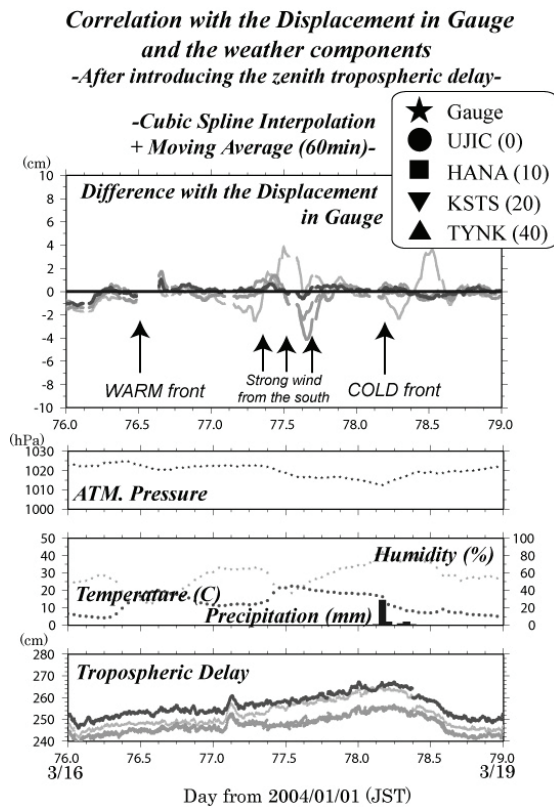 Correlation with the Displacement in Gauge
and the weather components
-After introducing the zenith tropospheric delay-
-Cubic Spline Interpolation
+ Moving Average (60min)-
Gauge
UJIC (0)
HANA (10)
KSTS (20)
TYNK (40)
(cm)
10
8
6
4
2
0
-2
-4
-6
-8
-10
Difference with the Displacement
in Gauge
WARM front
Strong wind
from the south
COLD front
76.0 76.5 77.0 77.5 78.0 78.5 79.0
(hPa)
1030
1020
1010
1000
ATM. Pressure
50
40
30
20
10
0
100
80
60
40
20
0
Humidity (%)
Temperature (C)
Precipitation (mm)
(cm)
280
270
260
250
240
Tropospheric Delay
76.0 76.5 77.0 77.5 78.0 78.5 79.0
3/16 3/19
Day from 2004/01/01 (JST)